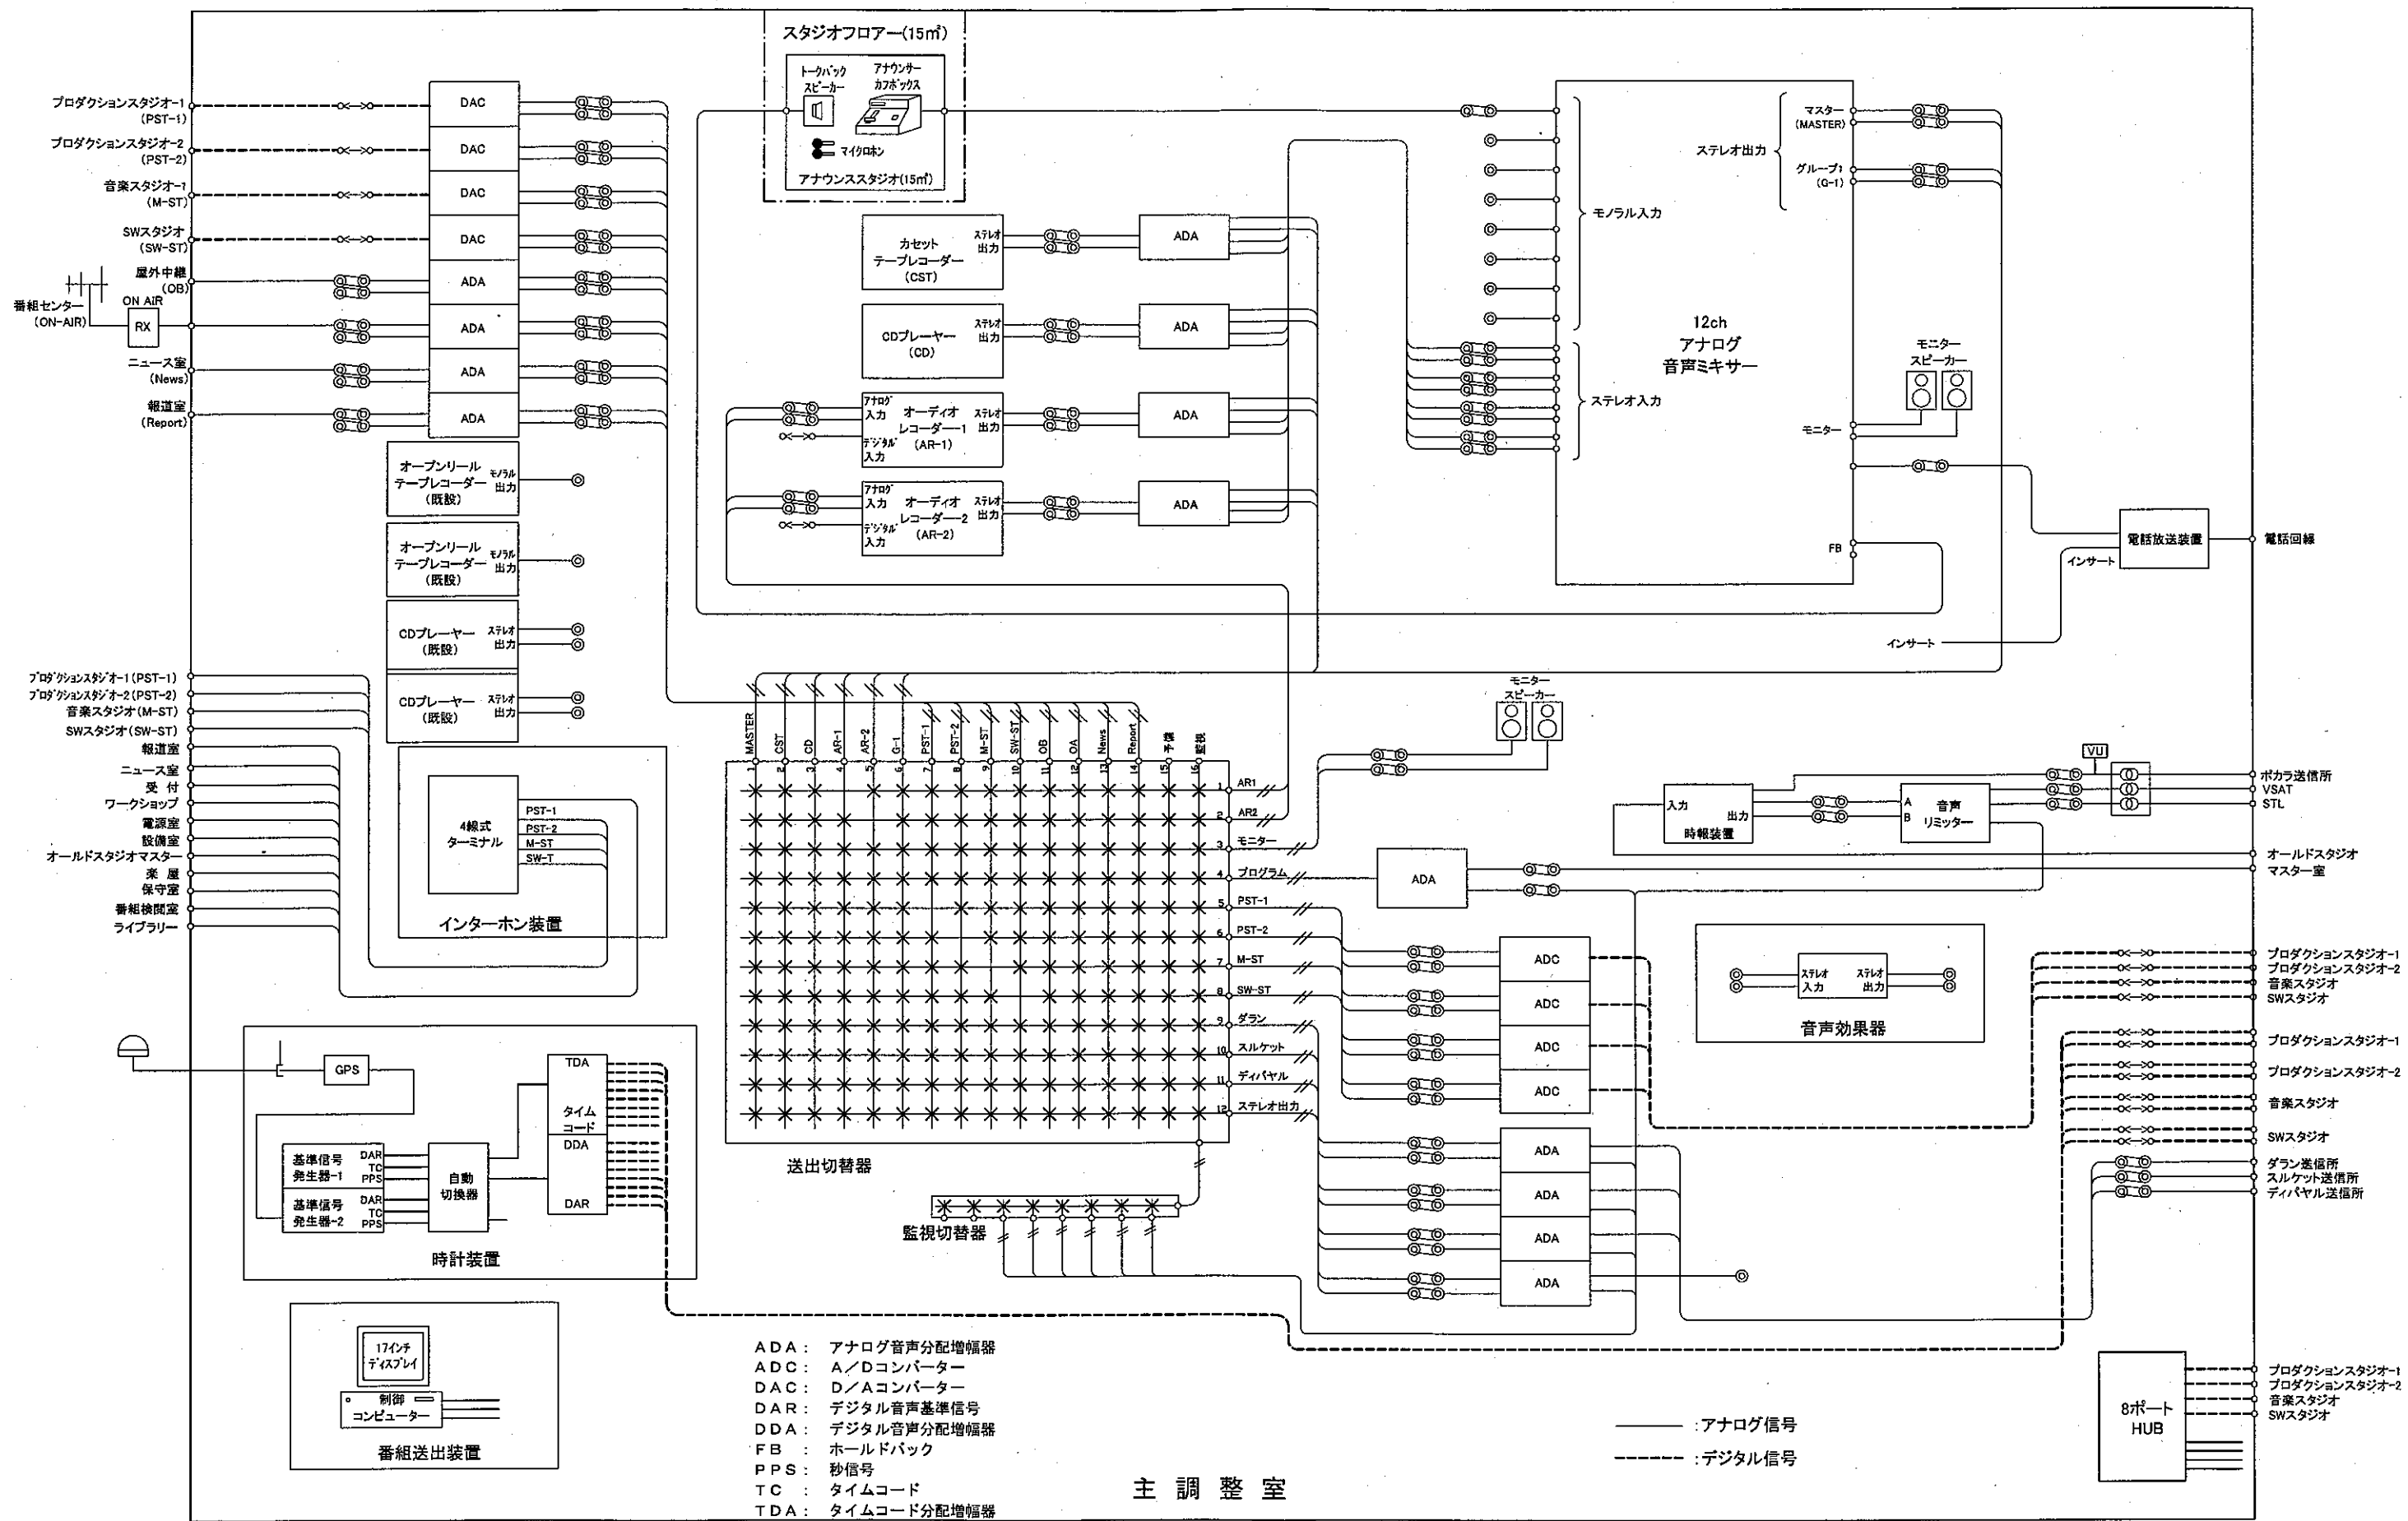 スタジオフロアー(15㎡)
トークバック
スピーカー
アナウンサー
カフボックス
マイクロホン
アナウンススタジオ(15㎡)
プロダクションスタジオ-1
(PST-1)
プロダクションスタジオ-2
(PST-2)
音楽スタジオ-1
(M-ST)
SWスタジオ
(SW-ST)
屋外中継
(OB)
番組センター
(ON-AIR)
ON AIR
RX
ニュース室
(News)
報道室
(Report)
DAC
DAC
DAC
DAC
ADA
ADA
ADA
ADA
オープンリール
テープレコーダー
(既設)
モノラル
出力
オープンリール
テープレコーダー
(既設)
モノラル
出力
CDプレーヤー
(既設)
ステレオ
出力
CDプレーヤー
(既設)
ステレオ
出力
カセット
テープレコーダー
(CST)
ステレオ
出力
ADA
CDプレーヤー
(CD)
ステレオ
出力
ADA
アナログ
入力
デジタル
入力
オーディオ
レコーダー-1
(AR-1)
ステレオ
出力
ADA
アナログ
入力
デジタル
入力
オーディオ
レコーダー-2
(AR-2)
ステレオ
出力
ADA
モノラル入力
ステレオ入力
12ch
アナログ
音声ミキサー
ステレオ出力
マスター
(MASTER)
グループ1
(G-1)
モニター
FB
モニター
スピーカー
電話放送装置
電話回線
インサート
インサート
プロダクションスタジオ-1(PST-1)
プロダクションスタジオ-2(PST-2)
音楽スタジオ(M-ST)
SWスタジオ(SW-ST)
報道室
ニュース室
受 付
ワークショップ
電源室
設備室
オールドスタジオマスター
楽 屋
保守室
番組検閲室
ライブラリー
4線式
ターミナル
PST-1
PST-2
M-ST
SW-T
インターホン装置
MASTER
CST
CD
AR-1
AR-2
G-1
PST-1
PST-2
M-ST
SW-ST
OB
OA
News
Report
予備
監視
1 2 3 4 5 6 7 8 9 10 11 12 13 14 15 16
1 AR1
2 AR2
3 モニター
4 プログラム
5 PST-1
6 PST-2
7 M-ST
8 SW-ST
9 ダラン
10 スルケット
11 ディパヤル
12 ステレオ出力
送出切替器
監視切替器
モニター
スピーカー
ADA
入力
出力
時報装置
A
B
音声
リミッター
VU
ポカラ送信所
VSAT
STL
オールドスタジオ
マスター室
ADC
ADC
ADC
ADC
ADA
ADA
ADA
ADA
ステレオ
入力
ステレオ
出力
音声効果器
プロダクションスタジオ-1
プロダクションスタジオ-2
音楽スタジオ
SWスタジオ
プロダクションスタジオ-1
プロダクションスタジオ-2
音楽スタジオ
SWスタジオ
ダラン送信所
スルケット送信所
ディパヤル送信所
GPS
基準信号
発生器-1
DAR
TC
PPS
基準信号
発生器-2
DAR
TC
PPS
自動
切換器
TDA
タイム
コード
DDA
DAR
時計装置
17インチ
ディスプレイ
制御
コンピューター
番組送出装置
ADA: アナログ音声分配増幅器
ADC: A/Dコンバーター
DAC: D/Aコンバーター
DAR: デジタル音声基準信号
DDA: デジタル音声分配増幅器
FB : ホールドバック
PPS: 秒信号
TC : タイムコード
TDA: タイムコード分配増幅器
主調整室
:アナログ信号
:デジタル信号
8ポート
HUB
プロダクションスタジオ-1
プロダクションスタジオ-2
音楽スタジオ
SWスタジオ